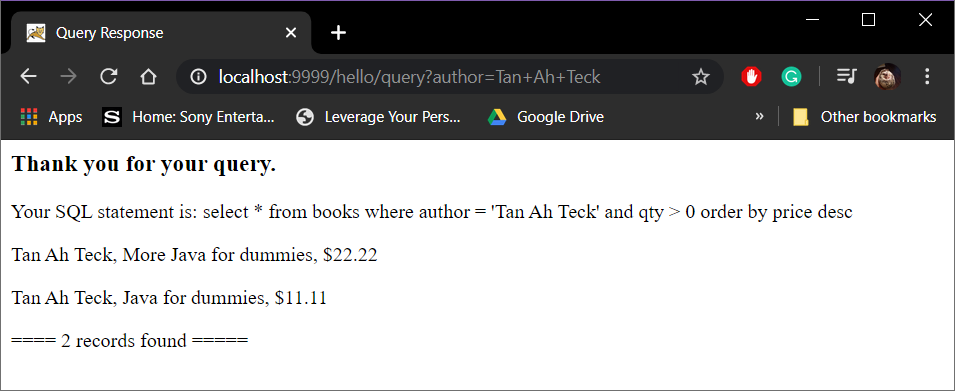 Query Response
localhost:9999/hello/query?author=Tan+Ah+Teck
Apps S Home: Sony Enterta... Leverage Your Pers... Google Drive » Other bookmarks
Thank you for your query.
Your SQL statement is: select * from books where author = 'Tan Ah Teck' and qty > 0 order by price desc
Tan Ah Teck, More Java for dummies, $22.22
Tan Ah Teck, Java for dummies, $11.11
==== 2 records found =====